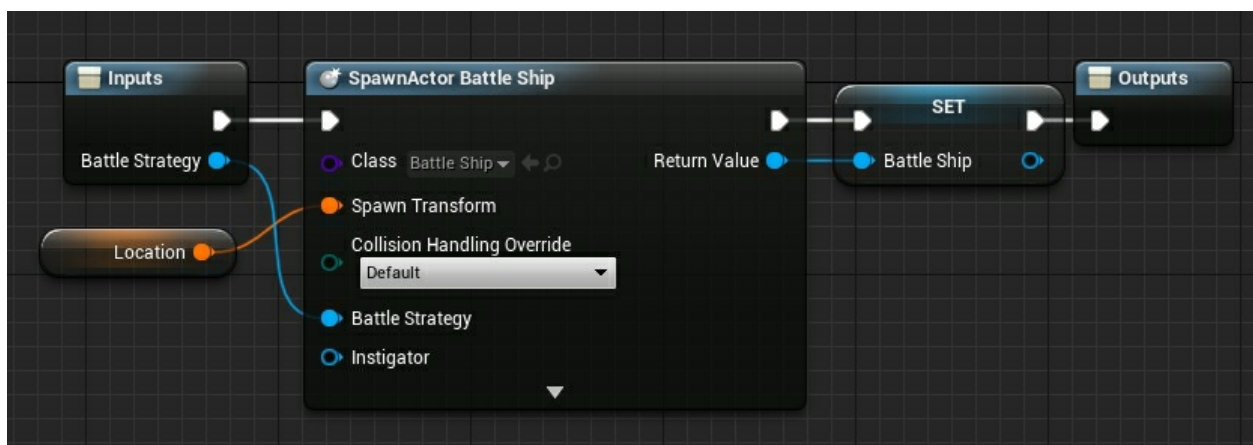 Inputs
SpawnActor Battle Ship
Outputs
SET
Battle Strategy
Class Battle Ship
Return Value
Battle Ship
Spawn Transform
Location
Collision Handling Override
Default
Battle Strategy
Instigator